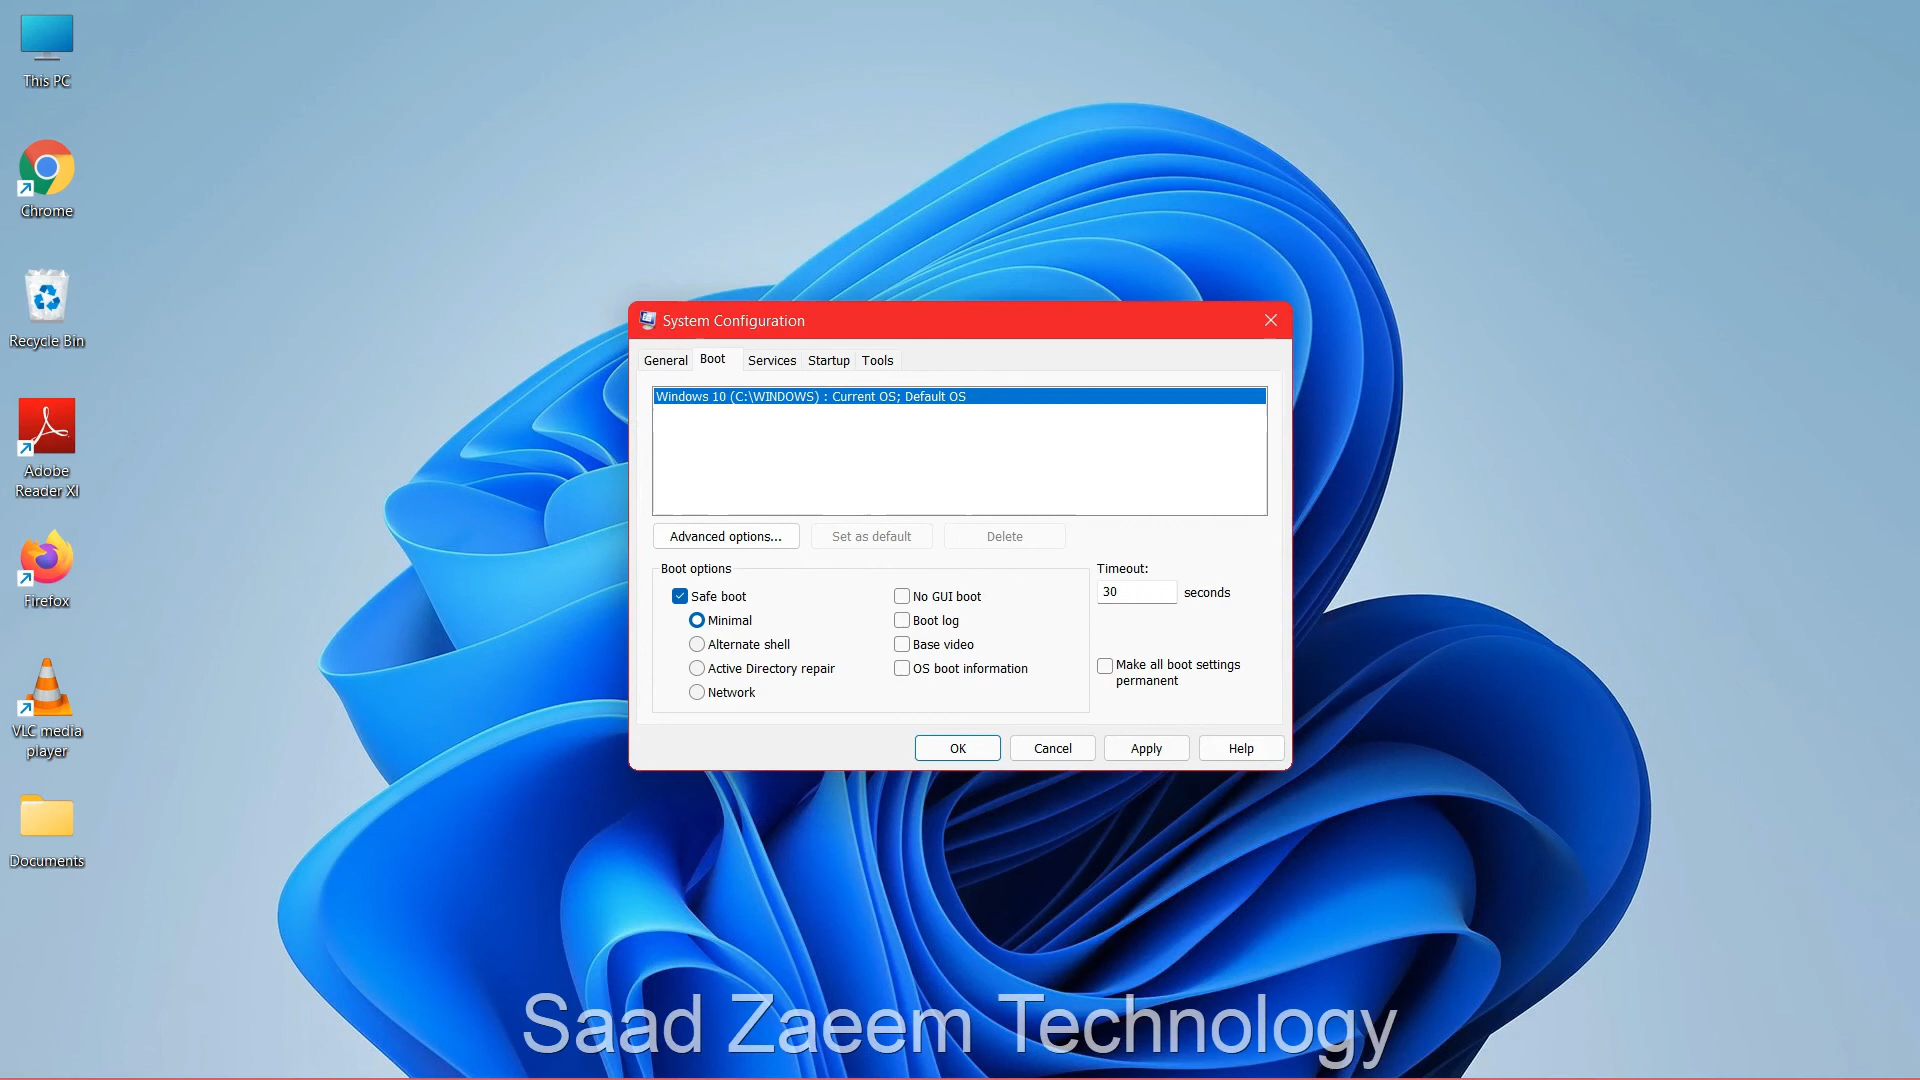 This PC
Chrome
Recycle Bin
Adobe
Reader XI
Firefox
VLC media
player
Documents
System Configuration
General Boot Services Startup Tools
Windows 10 (C:\WINDOWS) : Current OS; Default OS
Advanced options... Set as default Delete
Boot options
Safe boot
Minimal
Alternate shell
Active Directory repair
Network
No GUI boot
Boot log
Base video
OS boot information
Timeout:
30 seconds
Make all boot settings
permanent
OK Cancel Apply Help
Saad Zaeem Technology